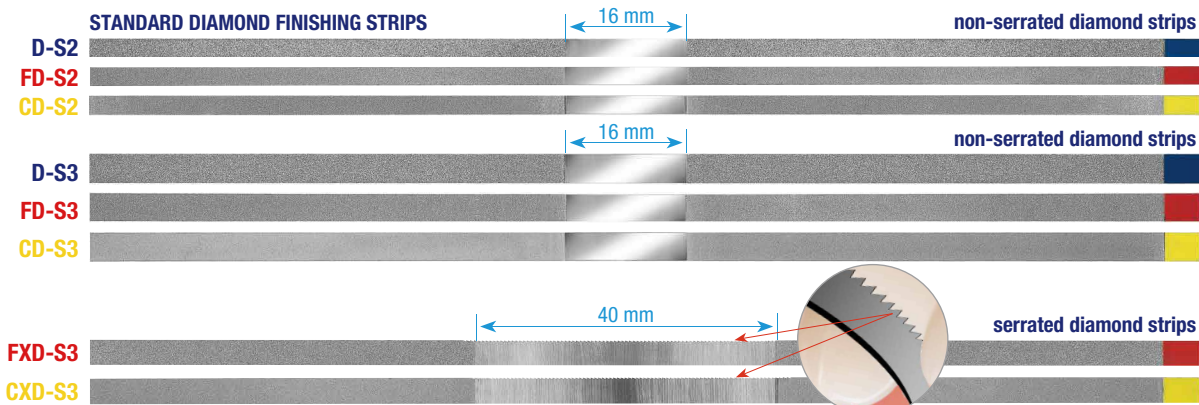 STANDARD DIAMOND FINISHING STRIPS 16 mm non-serrated diamond strips
D-S2
FD-S2
CD-S2
16 mm non-serrated diamond strips
D-S3
FD-S3
CD-S3
40 mm serrated diamond strips
FXD-S3
CXD-S3